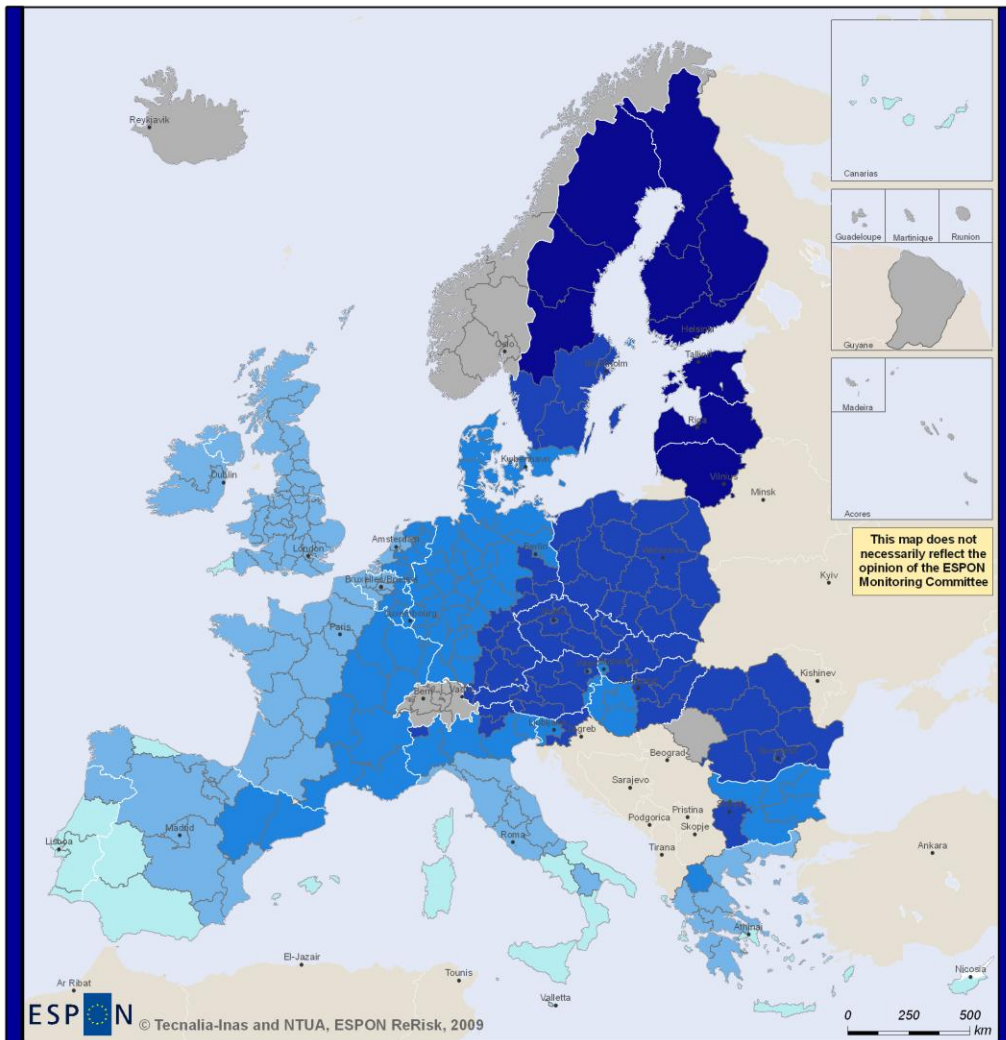 Reykjavik
Canarias
Guadeloupe
Martinique
Riunion
Guyane
Oslo
Helsinki
Tallinn
Madeira
Riga
Acores
Dublin
København
Vilnius
Minsk
This map does not
necessarily reflect the
opinion of the ESPON
Monitoring Committee
London
Amsterdam
Berlin
Kyiv
Paris
Kishinev
Bern
Beograd
Sarajevo
Pristina
Podgorica
Skopje
Tirana
Ankara
Madrid
Lisboa
Roma
Athinai
El-Jazair
Tounis
Ar Ribat
Valletta
Nicosia
ESPON
© Tecnalia-Inas and NTUA, ESPON ReRisk, 2009
0 250 500
km